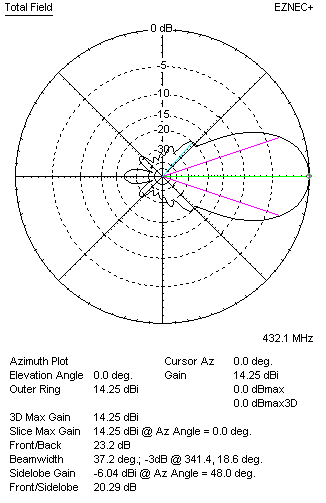 Total Field EZNEC+
0 dB
-5
-10
-15
-20
-30
432.1 MHz
Azimuth Plot Cursor Az 0.0 deg.
Elevation Angle 0.0 deg. Gain 14.25 dBi
Outer Ring 14.25 dBi 0.0 dBmax
0.0 dBmax3D
3D Max Gain 14.25 dBi
Slice Max Gain 14.25 dBi @ Az Angle = 0.0 deg.
Front/Back 23.2 dB
Beamwidth 37.2 deg.; -3dB @ 341.4, 18.6 deg.
Sidelobe Gain -6.04 dBi @ Az Angle = 48.0 deg.
Front/Sidelobe 20.29 dB